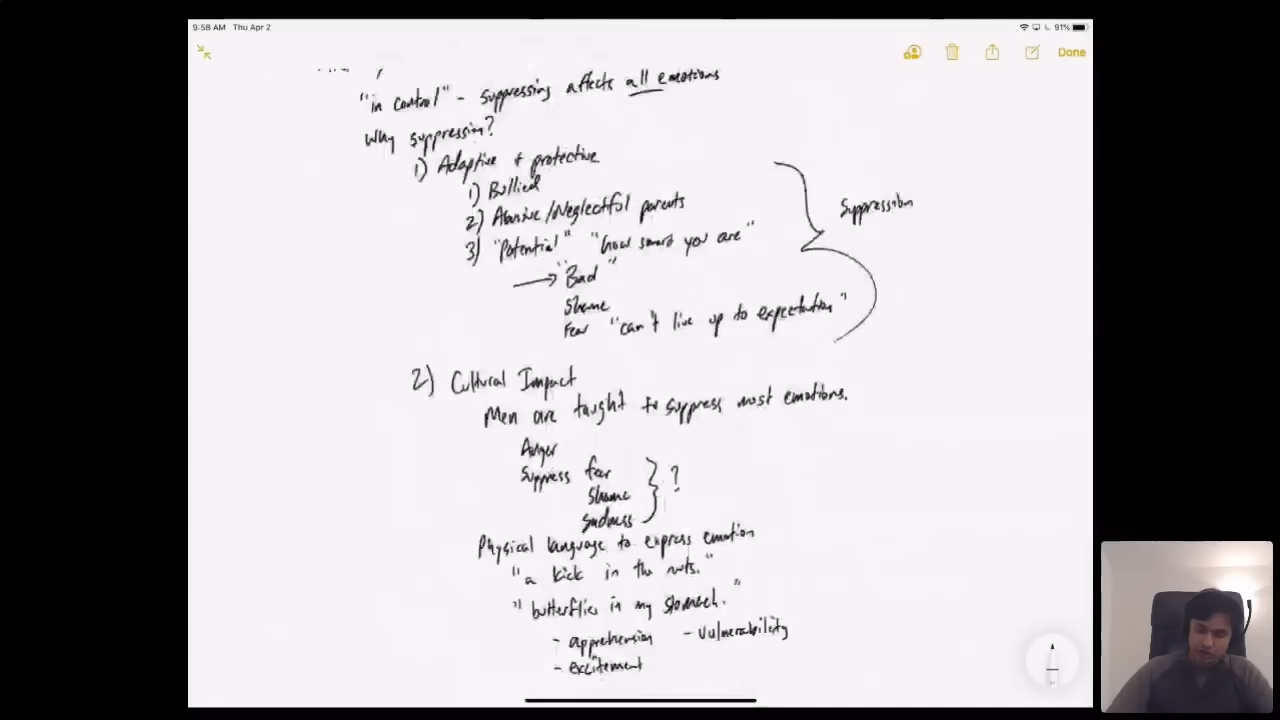 9:58 AM Thu Apr 2
91%
Done
"in control" - suppressing affects all emotions
Why suppression?
1) Adaptive + protective
1) Bullied
2) Abusive/Neglectful parents
3) "Potential" "how smart you are"
→ "Bad"
Shame
Fear "can't live up to expectation"
Suppression
2) Cultural Impact
Men are taught to suppress most emotions.
Anger
Suppress fear
Shame
Sadness
?
Physical language to express emotion
"a kick in the nuts."
"butterflies in my stomach."
- apprehension - vulnerability
- excitement